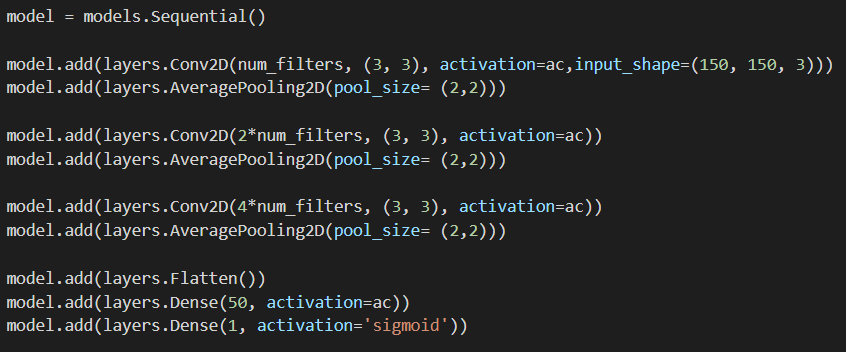 model = models.Sequential()
model.add(layers.Conv2D(num_filters, (3, 3), activation=ac,input_shape=(150, 150, 3)))
model.add(layers.AveragePooling2D(pool_size= (2,2)))
model.add(layers.Conv2D(2*num_filters, (3, 3), activation=ac))
model.add(layers.AveragePooling2D(pool_size= (2,2)))
model.add(layers.Conv2D(4*num_filters, (3, 3), activation=ac))
model.add(layers.AveragePooling2D(pool_size= (2,2)))
model.add(layers.Flatten())
model.add(layers.Dense(50, activation=ac))
model.add(layers.Dense(1, activation='sigmoid'))